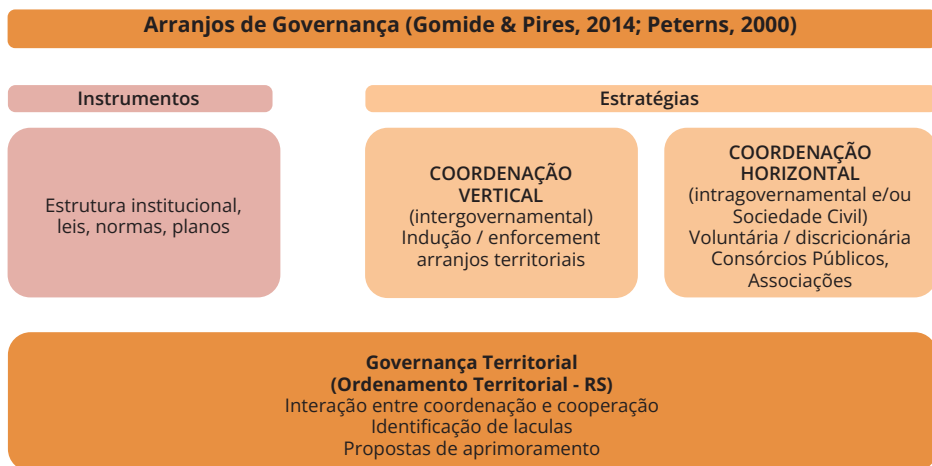 Arranjos de Governança (Gomide & Pires, 2014; Peterns, 2000)
Instrumentos
Estrutura institucional,
leis, normas, planos
Estratégias
COORDENAÇÃO
VERTICAL
(intergovernamental)
Indução / enforcement
arranjos territoriais
COORDENAÇÃO
HORIZONTAL
(intragovernamental e/ou
Sociedade Civil)
Voluntária / discricionária
Consórcios Públicos,
Associações
Governança Territorial
(Ordenamento Territorial - RS)
Interação entre coordenação e cooperação
Identificação de laculas
Propostas de aprimoramento